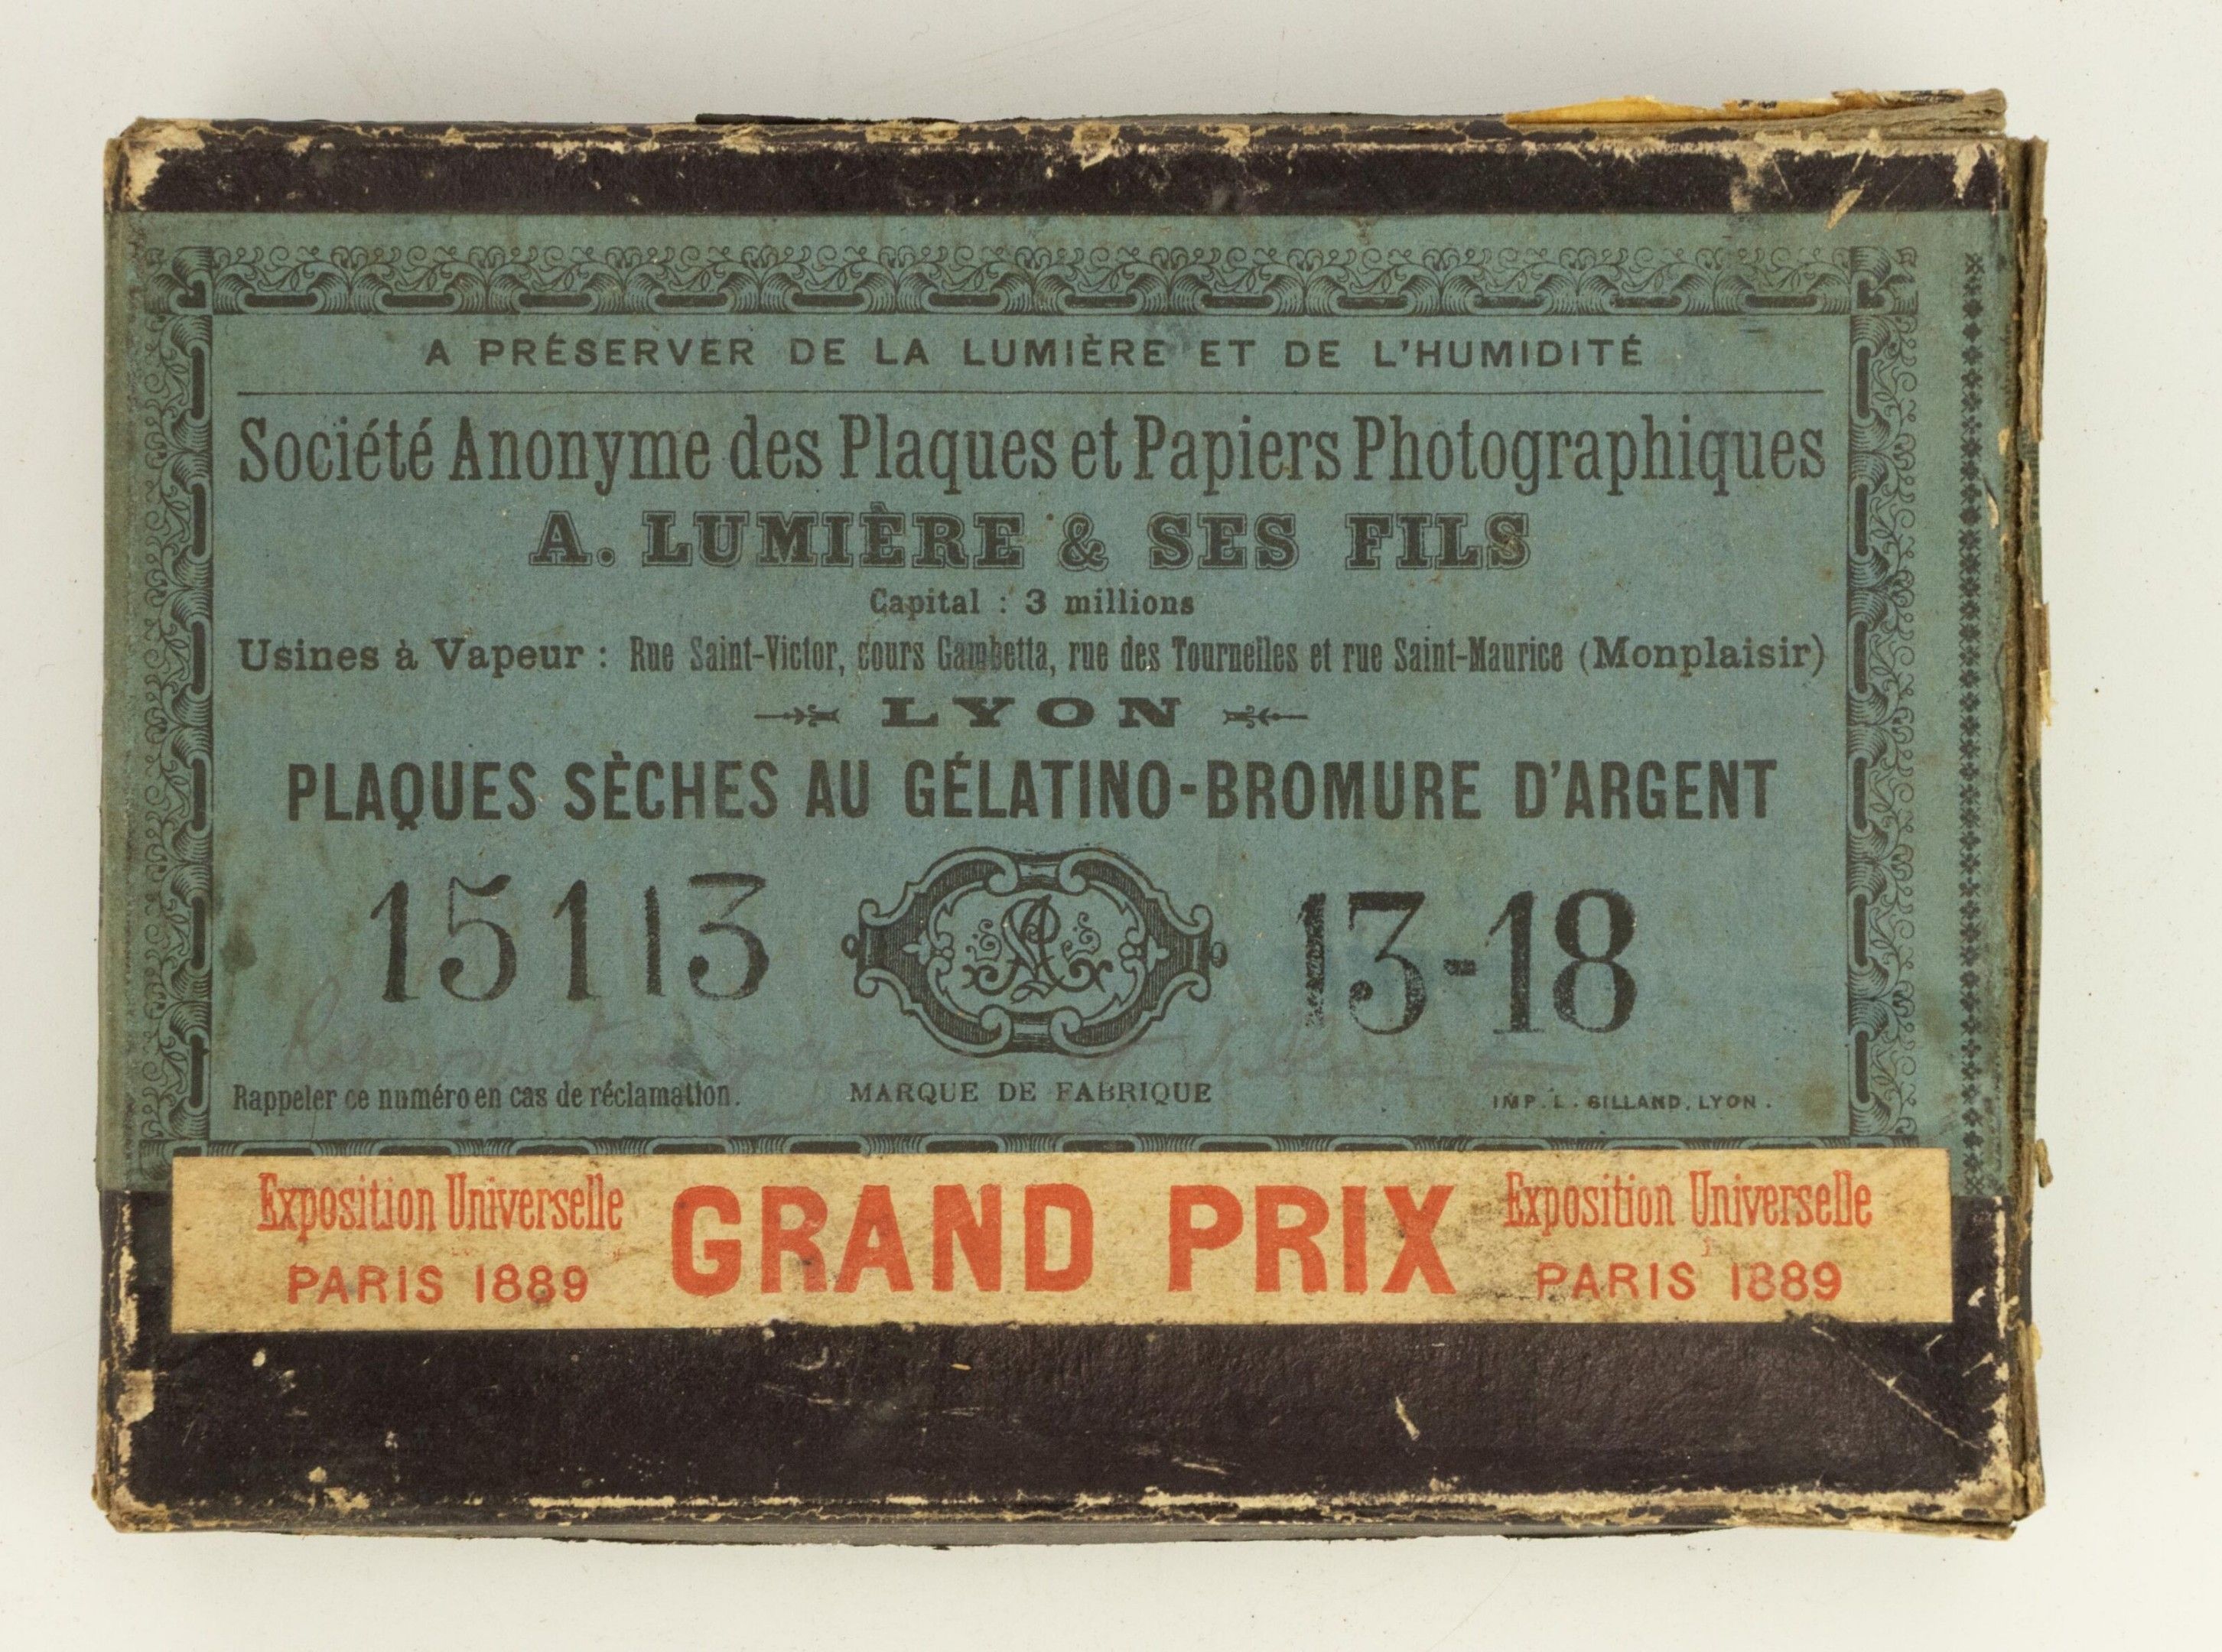 A PRÉSERVER DE LA LUMIÈRE ET DE L'HUMIDITÉ
Société Anonyme des Plaques et Papiers Photographiques
A. LUMIÈRE & SES FILS
Capital : 3 millions
Usines à Vapeur : Rue Saint-Victor, cours Gambetta, rue des Tournelles et rue Saint-Maurice (Monplaisir)
LYON
PLAQUES SÈCHES AU GÉLATINO-BROMURE D'ARGENT
15113 13-18
Rappeler ce numéro en cas de réclamation. MARQUE DE FABRIQUE IMP. L. GILLAND, LYON.
Exposition Universelle GRAND PRIX Exposition Universelle
PARIS 1889 PARIS 1889